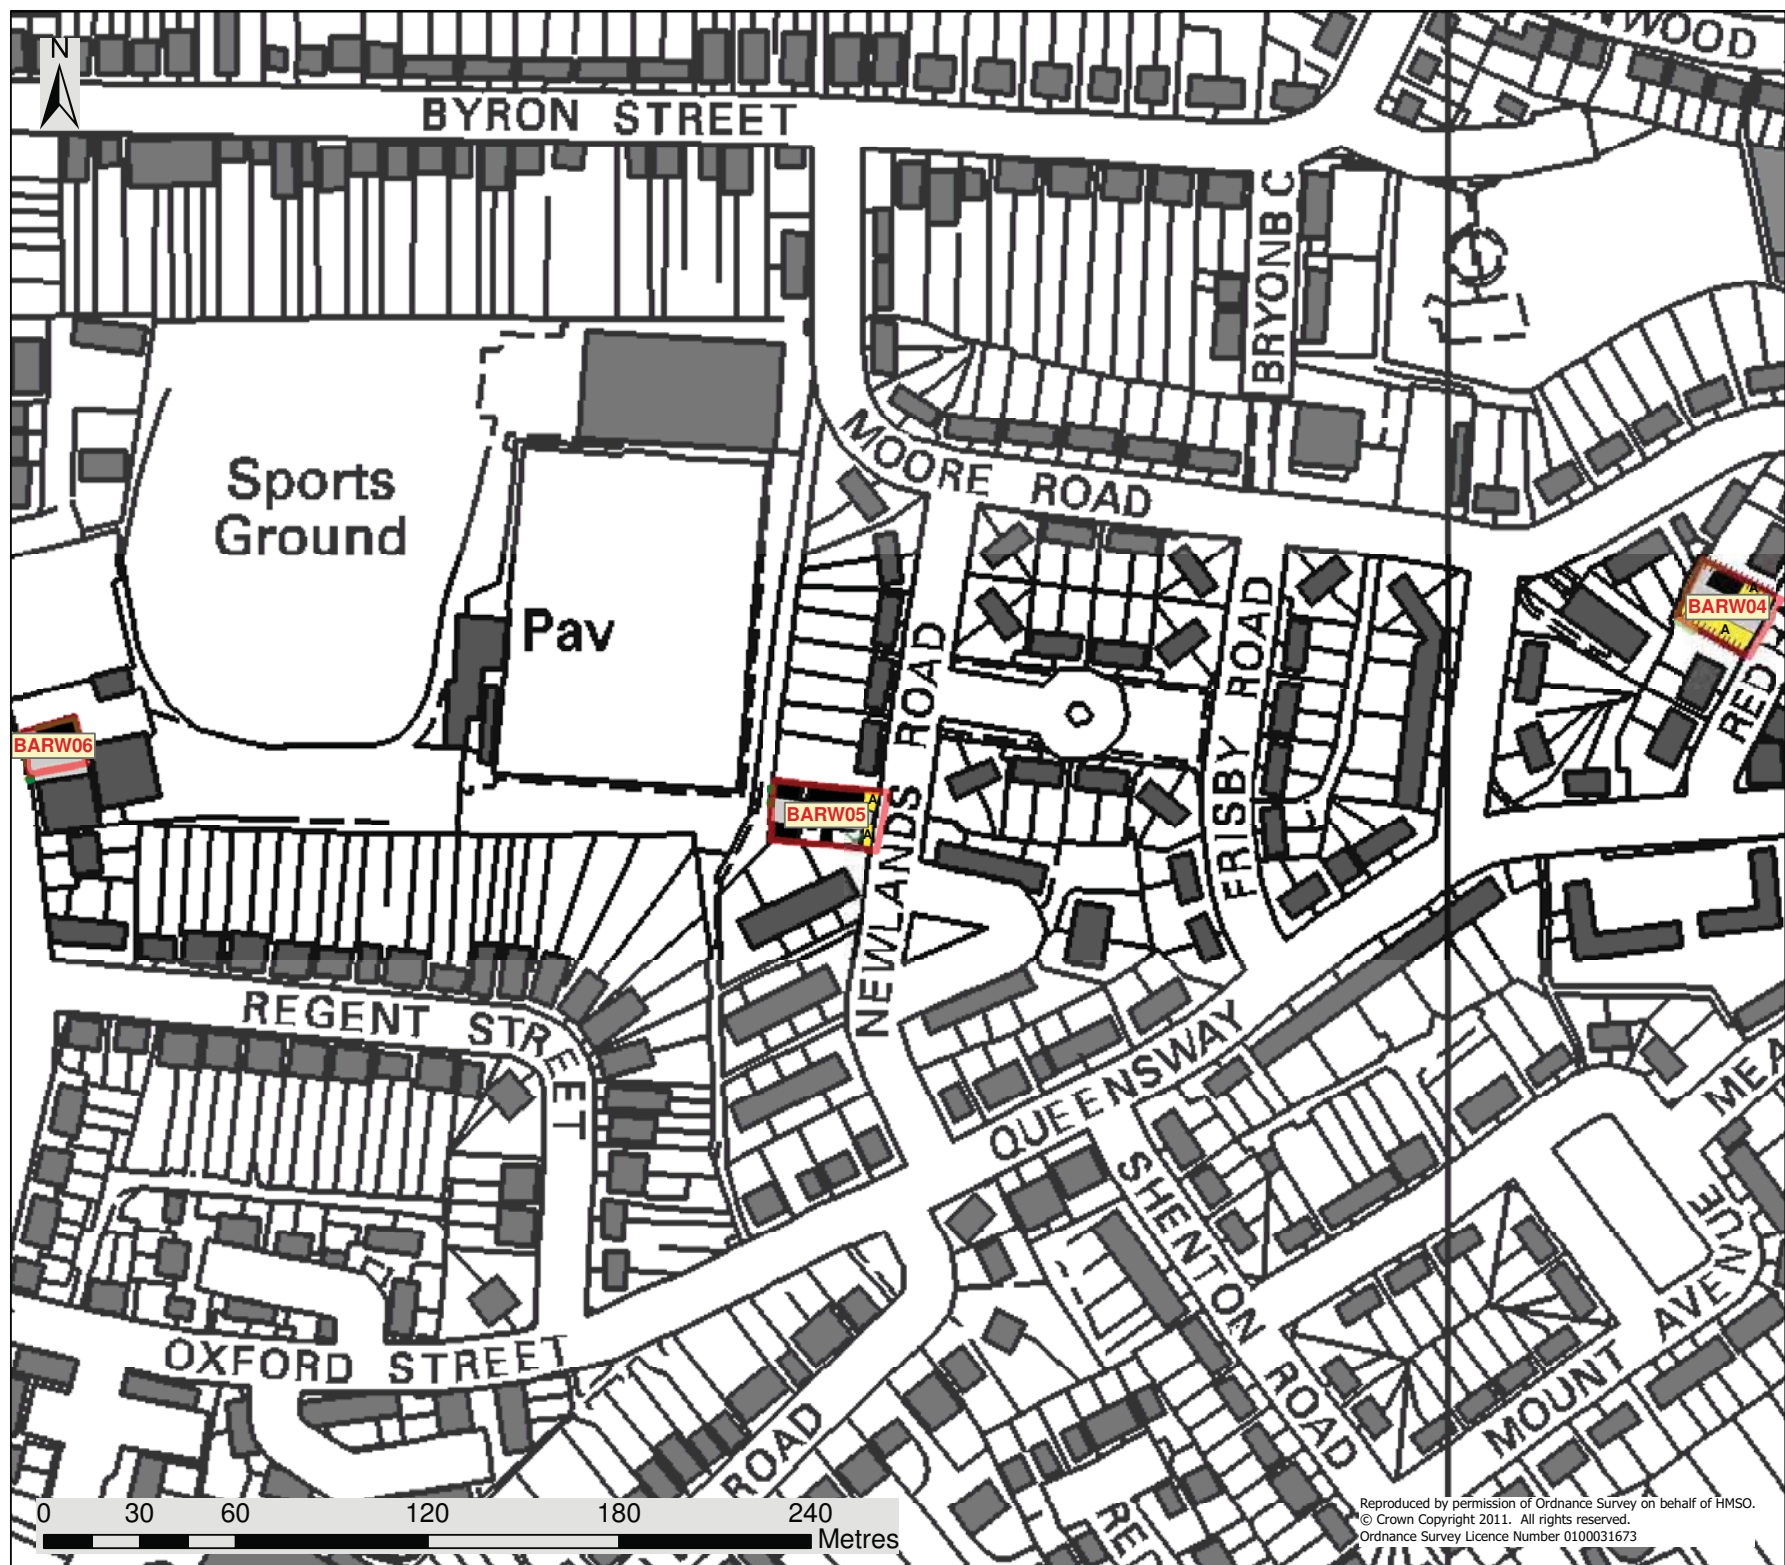 N
NWOOD
BYRON STREET
BRYONB C
MOORE ROAD
Sports
Ground
Pav
NEWLANDS ROAD
FRISBY ROAD
BARW04
A
A
RED
BARW06
BARW05
A
A
A
REGENT STREET
QUEENSWAY
SHENTON ROAD
MEA
AVENUE
MOUNT
OXFORD STREET
ROAD
RED
0 30 60 120 180 240
Metres
Reproduced by permission of Ordnance Survey on behalf of HMSO.
© Crown Copyright 2011. All rights reserved.
Ordnance Survey Licence Number 0100031673